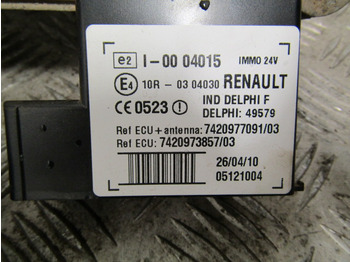 e2 I-00 04015 IMMO 24V
E4 10R - 03 04030 RENAULT
CE 0523 ! IND DELPHI F
DELPHI: 49579
Ref ECU + antenna: 7420977091/03
Ref ECU: 7420973857/03
26/04/10
05121004